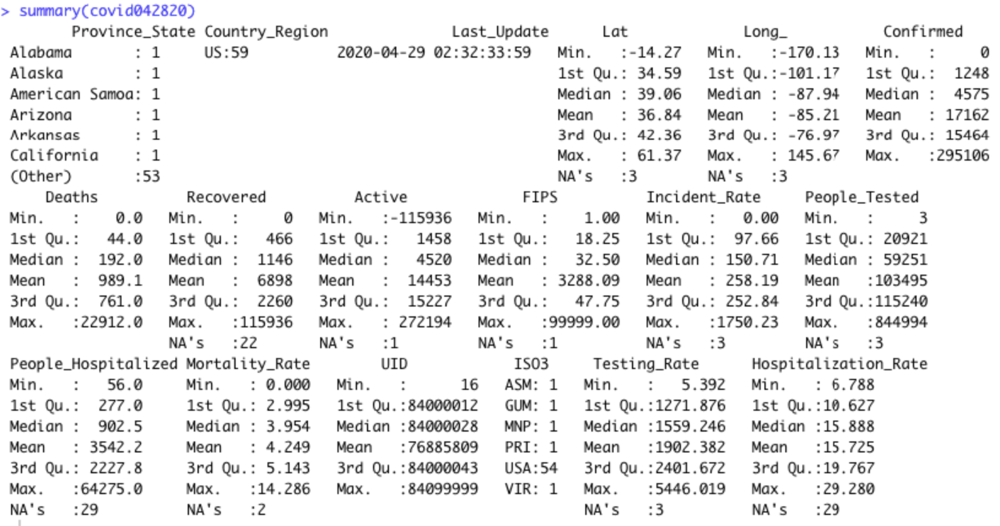 > summary(covid042820)
Province_State Country_Region Last_Update Lat Long_ Confirmed
Alabama : 1 US:59 2020-04-29 02:32:33:59 Min. :-14.27 Min. :-170.13 Min. : 0
Alaska : 1 1st Qu.: 34.59 1st Qu.:-101.17 1st Qu.: 1248
American Samoa: 1 Median : 39.06 Median : -87.94 Median : 4575
Arizona : 1 Mean : 36.84 Mean : -85.21 Mean : 17162
Arkansas : 1 3rd Qu.: 42.36 3rd Qu.: -76.97 3rd Qu.: 15464
California : 1 Max. : 61.37 Max. : 145.67 Max. :295106
(Other) :53 NA's :3 NA's :3
Deaths Recovered Active FIPS Incident_Rate People_Tested
Min. : 0.0 Min. : 0 Min. :-115936 Min. : 1.00 Min. : 0.00 Min. : 3
1st Qu.: 44.0 1st Qu.: 466 1st Qu.: 1458 1st Qu.: 18.25 1st Qu.: 97.66 1st Qu.: 20921
Median : 192.0 Median : 1146 Median : 4520 Median : 32.50 Median : 150.71 Median : 59251
Mean : 989.1 Mean : 6898 Mean : 14453 Mean : 3288.09 Mean : 258.19 Mean :103495
3rd Qu.: 761.0 3rd Qu.: 2260 3rd Qu.: 15227 3rd Qu.: 47.75 3rd Qu.: 252.84 3rd Qu.:115240
Max. :22912.0 Max. :115936 Max. : 272194 Max. :99999.00 Max. :1750.23 Max. :844994
NA's :22 NA's :1 NA's :1 NA's :3 NA's :3
People_Hospitalized Mortality_Rate UID ISO3 Testing_Rate Hospitalization_Rate
Min. : 56.0 Min. : 0.000 Min. : 16 ASM: 1 Min. : 5.392 Min. : 6.788
1st Qu.: 277.0 1st Qu.: 2.995 1st Qu.:84000012 GUM: 1 1st Qu.:1271.876 1st Qu.:10.627
Median : 902.5 Median : 3.954 Median :84000028 MNP: 1 Median :1559.246 Median :15.888
Mean : 3542.2 Mean : 4.249 Mean :76885809 PRI: 1 Mean :1902.382 Mean :15.725
3rd Qu.: 2227.8 3rd Qu.: 5.143 3rd Qu.:84000043 USA:54 3rd Qu.:2401.672 3rd Qu.:19.767
Max. :64275.0 Max. :14.286 Max. :84099999 VIR: 1 Max. :5446.019 Max. :29.280
NA's :29 NA's :2 NA's :3 NA's :29